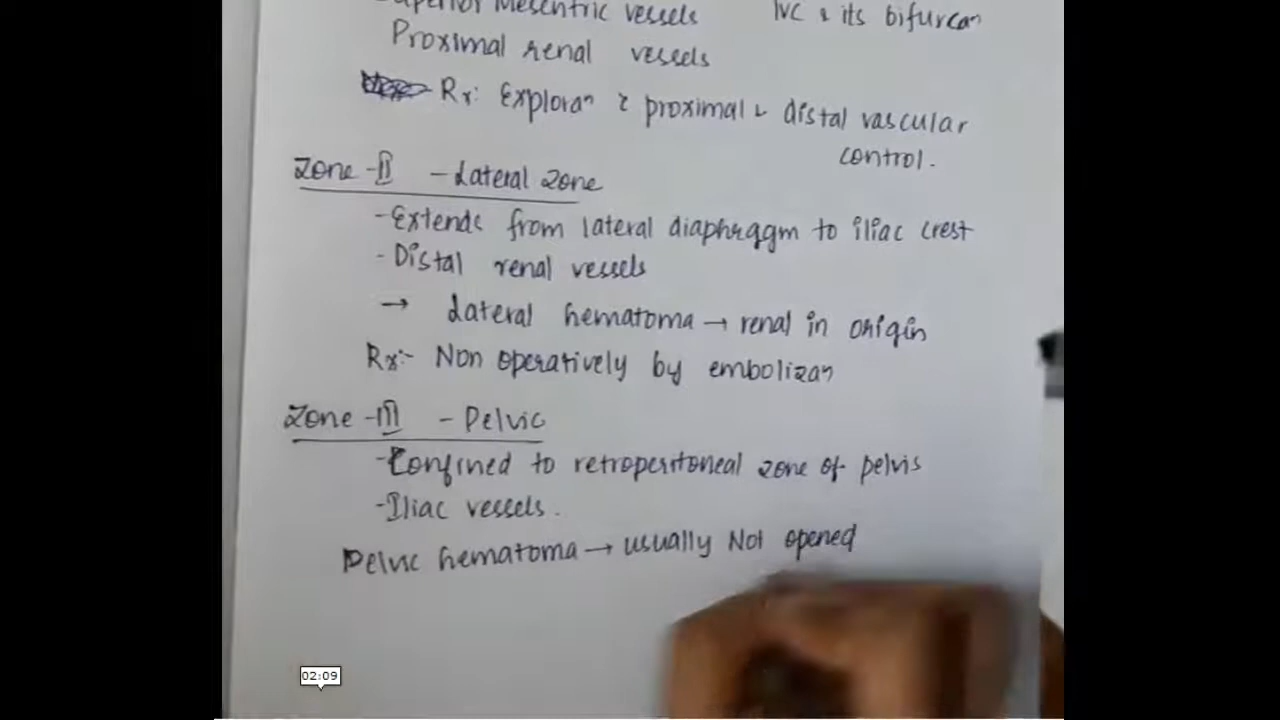 Superior Mesentric vessels IVC & its bifurcan
Proximal renal vessels
Rx: Exploran c̄ proximal & distal vascular
control.
Zone-II - Lateral Zone
-Extends from lateral diaphragm to iliac crest
-Distal renal vessels
→ Lateral hematoma → renal in origin
Rx:- Non operatively by embolizan
Zone-III - Pelvic
-Confined to retroperitoneal zone of pelvis
-Iliac vessels.
Pelvic hematoma → usually Not opened
02:09